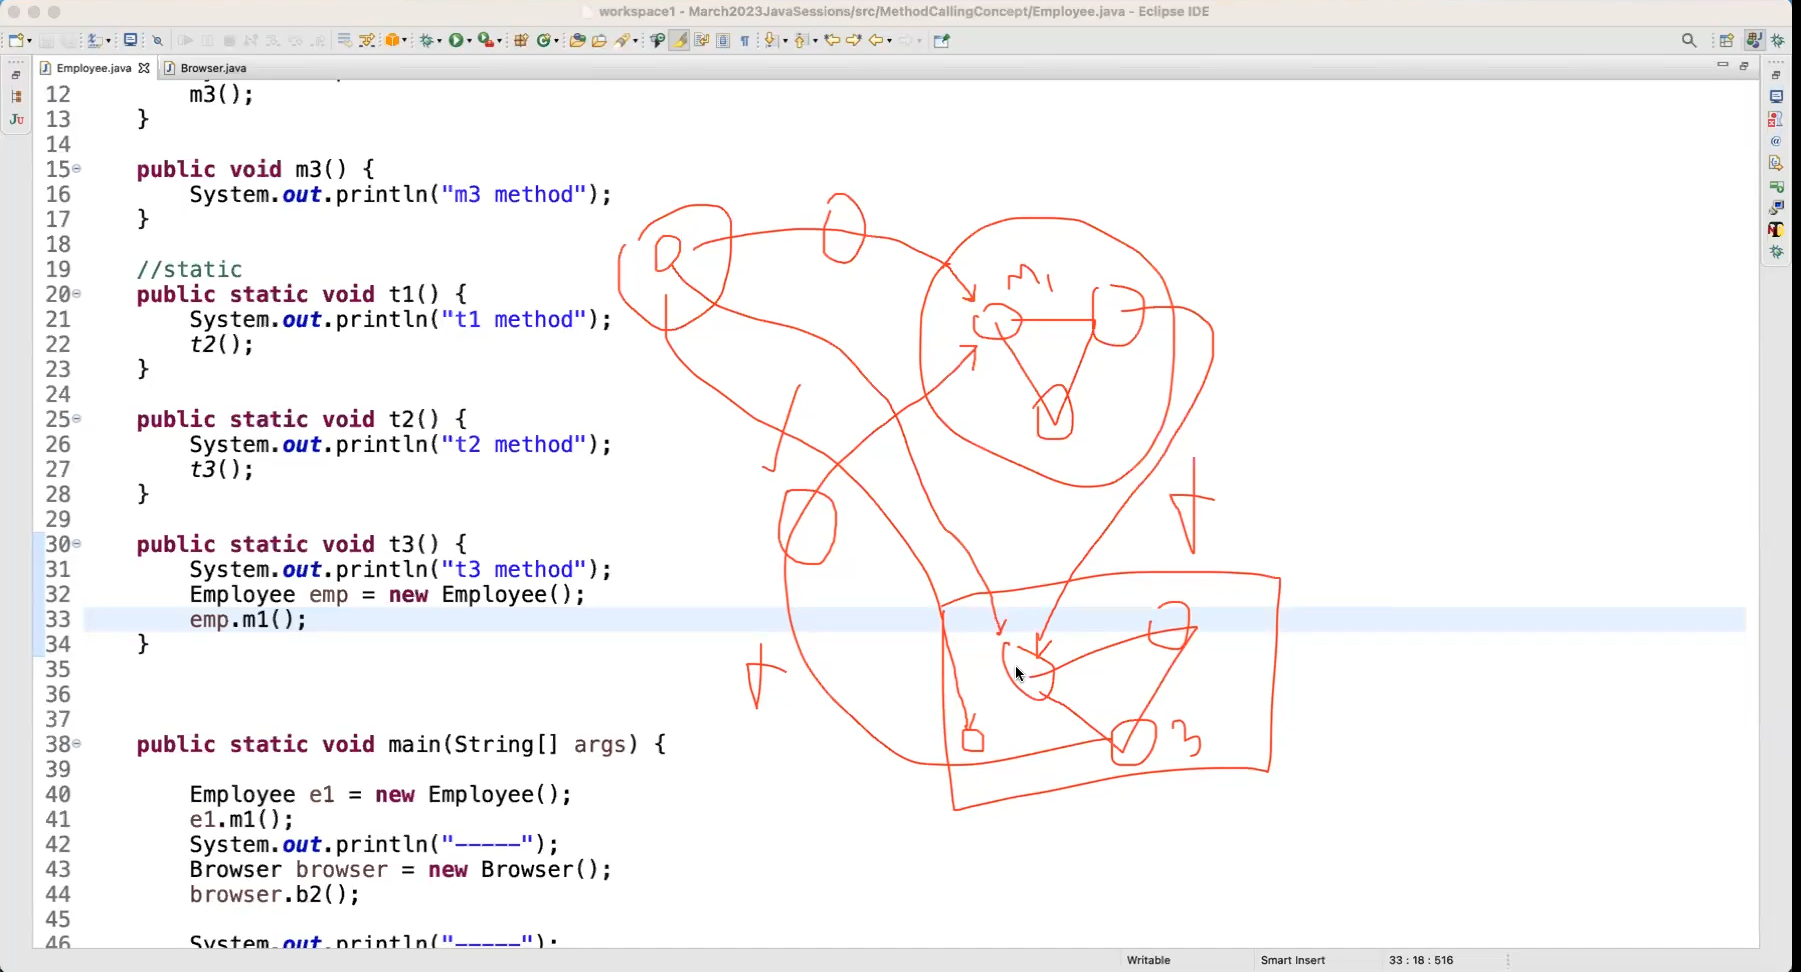 workspace1 - March2023JavaSessions/src/MethodCallingConcept/Employee.java - Eclipse IDE
Employee.java
Browser.java
12 m3();
13 }
14
15 public void m3() {
16 System.out.println("m3 method");
17 }
18
19 //static
20 public static void t1() {
21 System.out.println("t1 method");
22 t2();
23 }
24
25 public static void t2() {
26 System.out.println("t2 method");
27 t3();
28 }
29
30 public static void t3() {
31 System.out.println("t3 method");
32 Employee emp = new Employee();
33 emp.m1();
34 }
35
36
37
38 public static void main(String[] args) {
39
40 Employee e1 = new Employee();
41 e1.m1();
42 System.out.println("-----");
43 Browser browser = new Browser();
44 browser.b2();
45
46 System.out.println("-----");
M1
3
Writable
Smart Insert
33 : 18 : 516